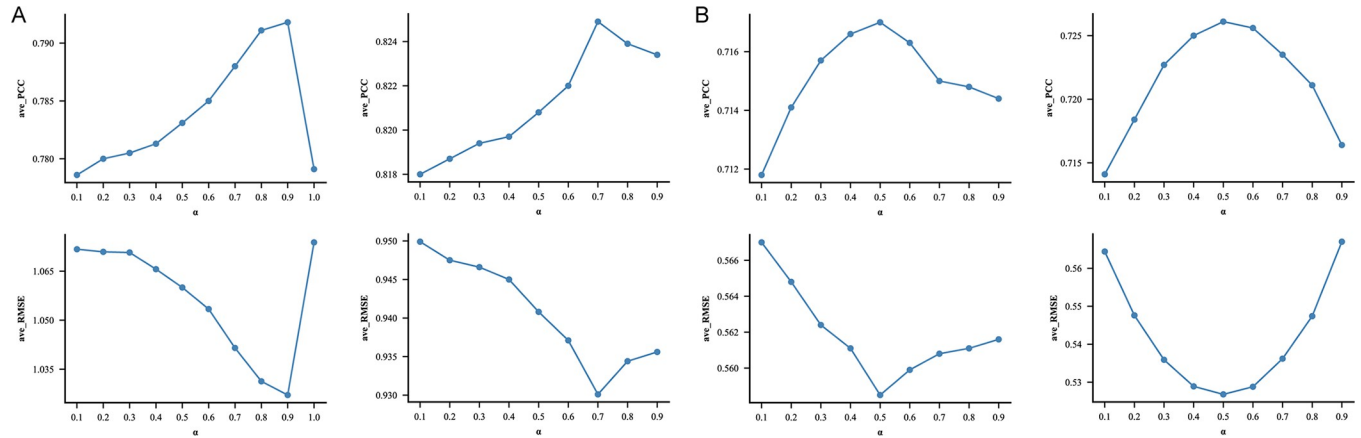 A
B
ave_PCC
0.790
0.785
0.780
0.1 0.2 0.3 0.4 0.5 0.6 0.7 0.8 0.9 1.0
α
ave_PCC
0.824
0.822
0.820
0.818
0.1 0.2 0.3 0.4 0.5 0.6 0.7 0.8 0.9
α
ave_PCC
0.716
0.714
0.712
0.1 0.2 0.3 0.4 0.5 0.6 0.7 0.8 0.9
α
ave_PCC
0.725
0.720
0.715
0.1 0.2 0.3 0.4 0.5 0.6 0.7 0.8 0.9
α
ave_RMSE
1.065
1.050
1.035
0.1 0.2 0.3 0.4 0.5 0.6 0.7 0.8 0.9 1.0
α
ave_RMSE
0.950
0.945
0.940
0.935
0.930
0.1 0.2 0.3 0.4 0.5 0.6 0.7 0.8 0.9
α
ave_RMSE
0.566
0.564
0.562
0.560
0.1 0.2 0.3 0.4 0.5 0.6 0.7 0.8 0.9
α
ave_RMSE
0.56
0.55
0.54
0.53
0.1 0.2 0.3 0.4 0.5 0.6 0.7 0.8 0.9
α